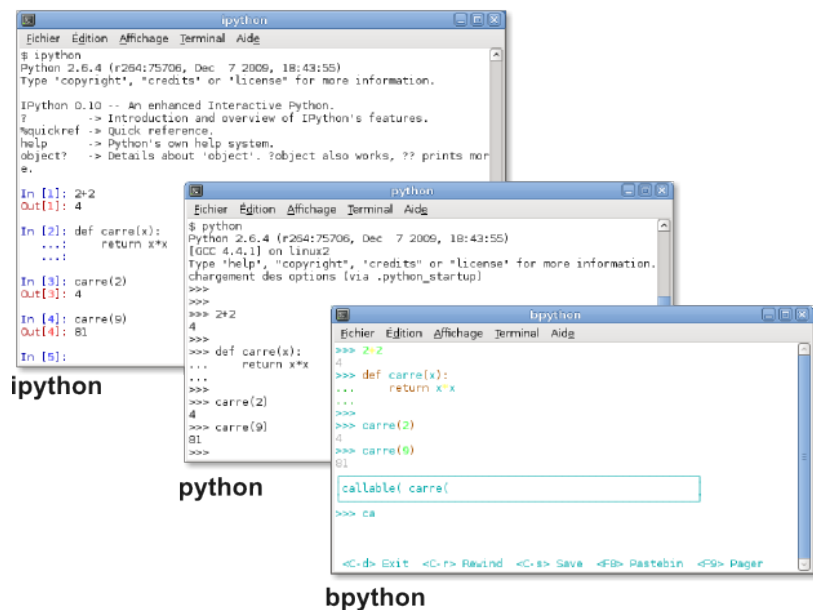 ipython
Fichier Édition Affichage Terminal Aide
$ ipython
Python 2.6.4 (r264:75706, Dec  7 2009, 18:43:55)
Type "copyright", "credits" or "license" for more information.
IPython 0.10 -- An enhanced Interactive Python.
?         -> Introduction and overview of IPython's features.
%quickref -> Quick reference.
help      -> Python's own help system.
object?   -> Details about 'object'. ?object also works, ?? prints mor
e.
In [1]: 2+2
Out[1]: 4
In [2]: def carre(x):
   ...:     return x*x
   ...:
In [3]: carre(2)
Out[3]: 4
In [4]: carre(9)
Out[4]: 81
In [5]:
ipython
python
Fichier Édition Affichage Terminal Aide
$ python
Python 2.6.4 (r264:75706, Dec  7 2009, 18:43:55)
[GCC 4.4.1] on linux2
Type "help", "copyright", "credits" or "license" for more information.
chargement des options [via .python_startup]
>>>
>>>
>>> 2+2
4
>>>
>>> def carre(x):
...     return x*x
...
>>>
>>> carre(2)
4
>>> carre(9)
81
>>>
python
bpython
Fichier Édition Affichage Terminal Aide
>>> 2+2
4
>>> def carre(x):
...     return x*x
...
>>>
>>> carre(2)
4
>>> carre(9)
81
callable( carre(
>>> ca
<C-d> Exit  <C-r> Rewind  <C-s> Save  <F8> Pastebin  <F9> Pager
bpython